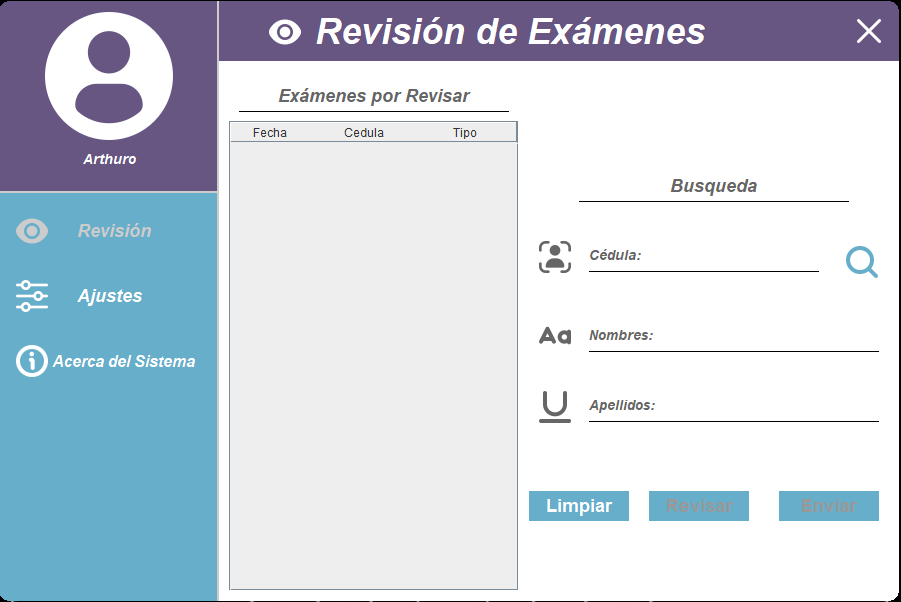 Revisión de Exámenes
Arthuro
Revisión
Ajustes
Acerca del Sistema
Exámenes por Revisar
Fecha Cedula Tipo
Busqueda
Cédula:
Aa Nombres:
Apellidos:
Limpiar Revisar Enviar